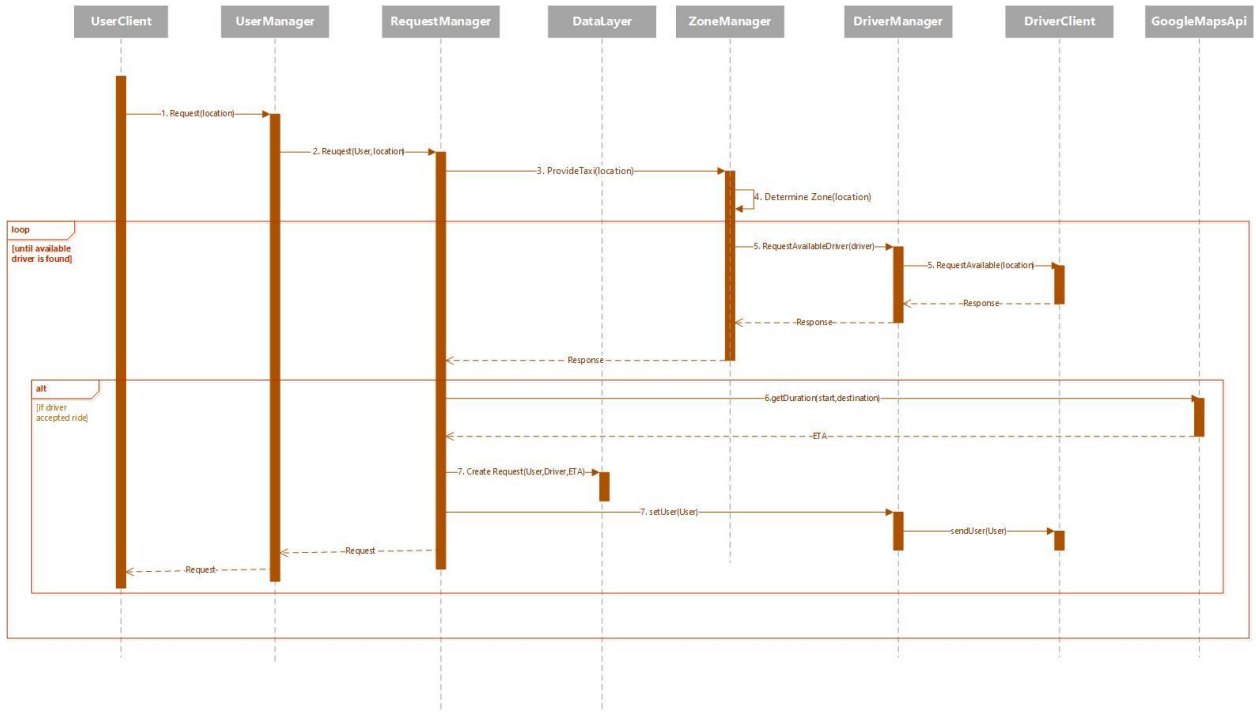 UserClient
UserManager
RequestManager
DataLayer
ZoneManager
DriverManager
DriverClient
GoogleMapsApi
1. Request(location)
2. Reuqest(User,location)
3. ProvideTaxi(location)
4. Determine Zone(location)
loop
[until available
driver is found]
5. RequestAvailableDriver(driver)
5. RequestAvailable(location)
Response
Response
Response
alt
[if driver
accepted ride]
6.getDuration(start,destination)
ETA
7. Create Request(User,Driver,ETA)
7. setUser(User)
sendUser(User)
Request
Request